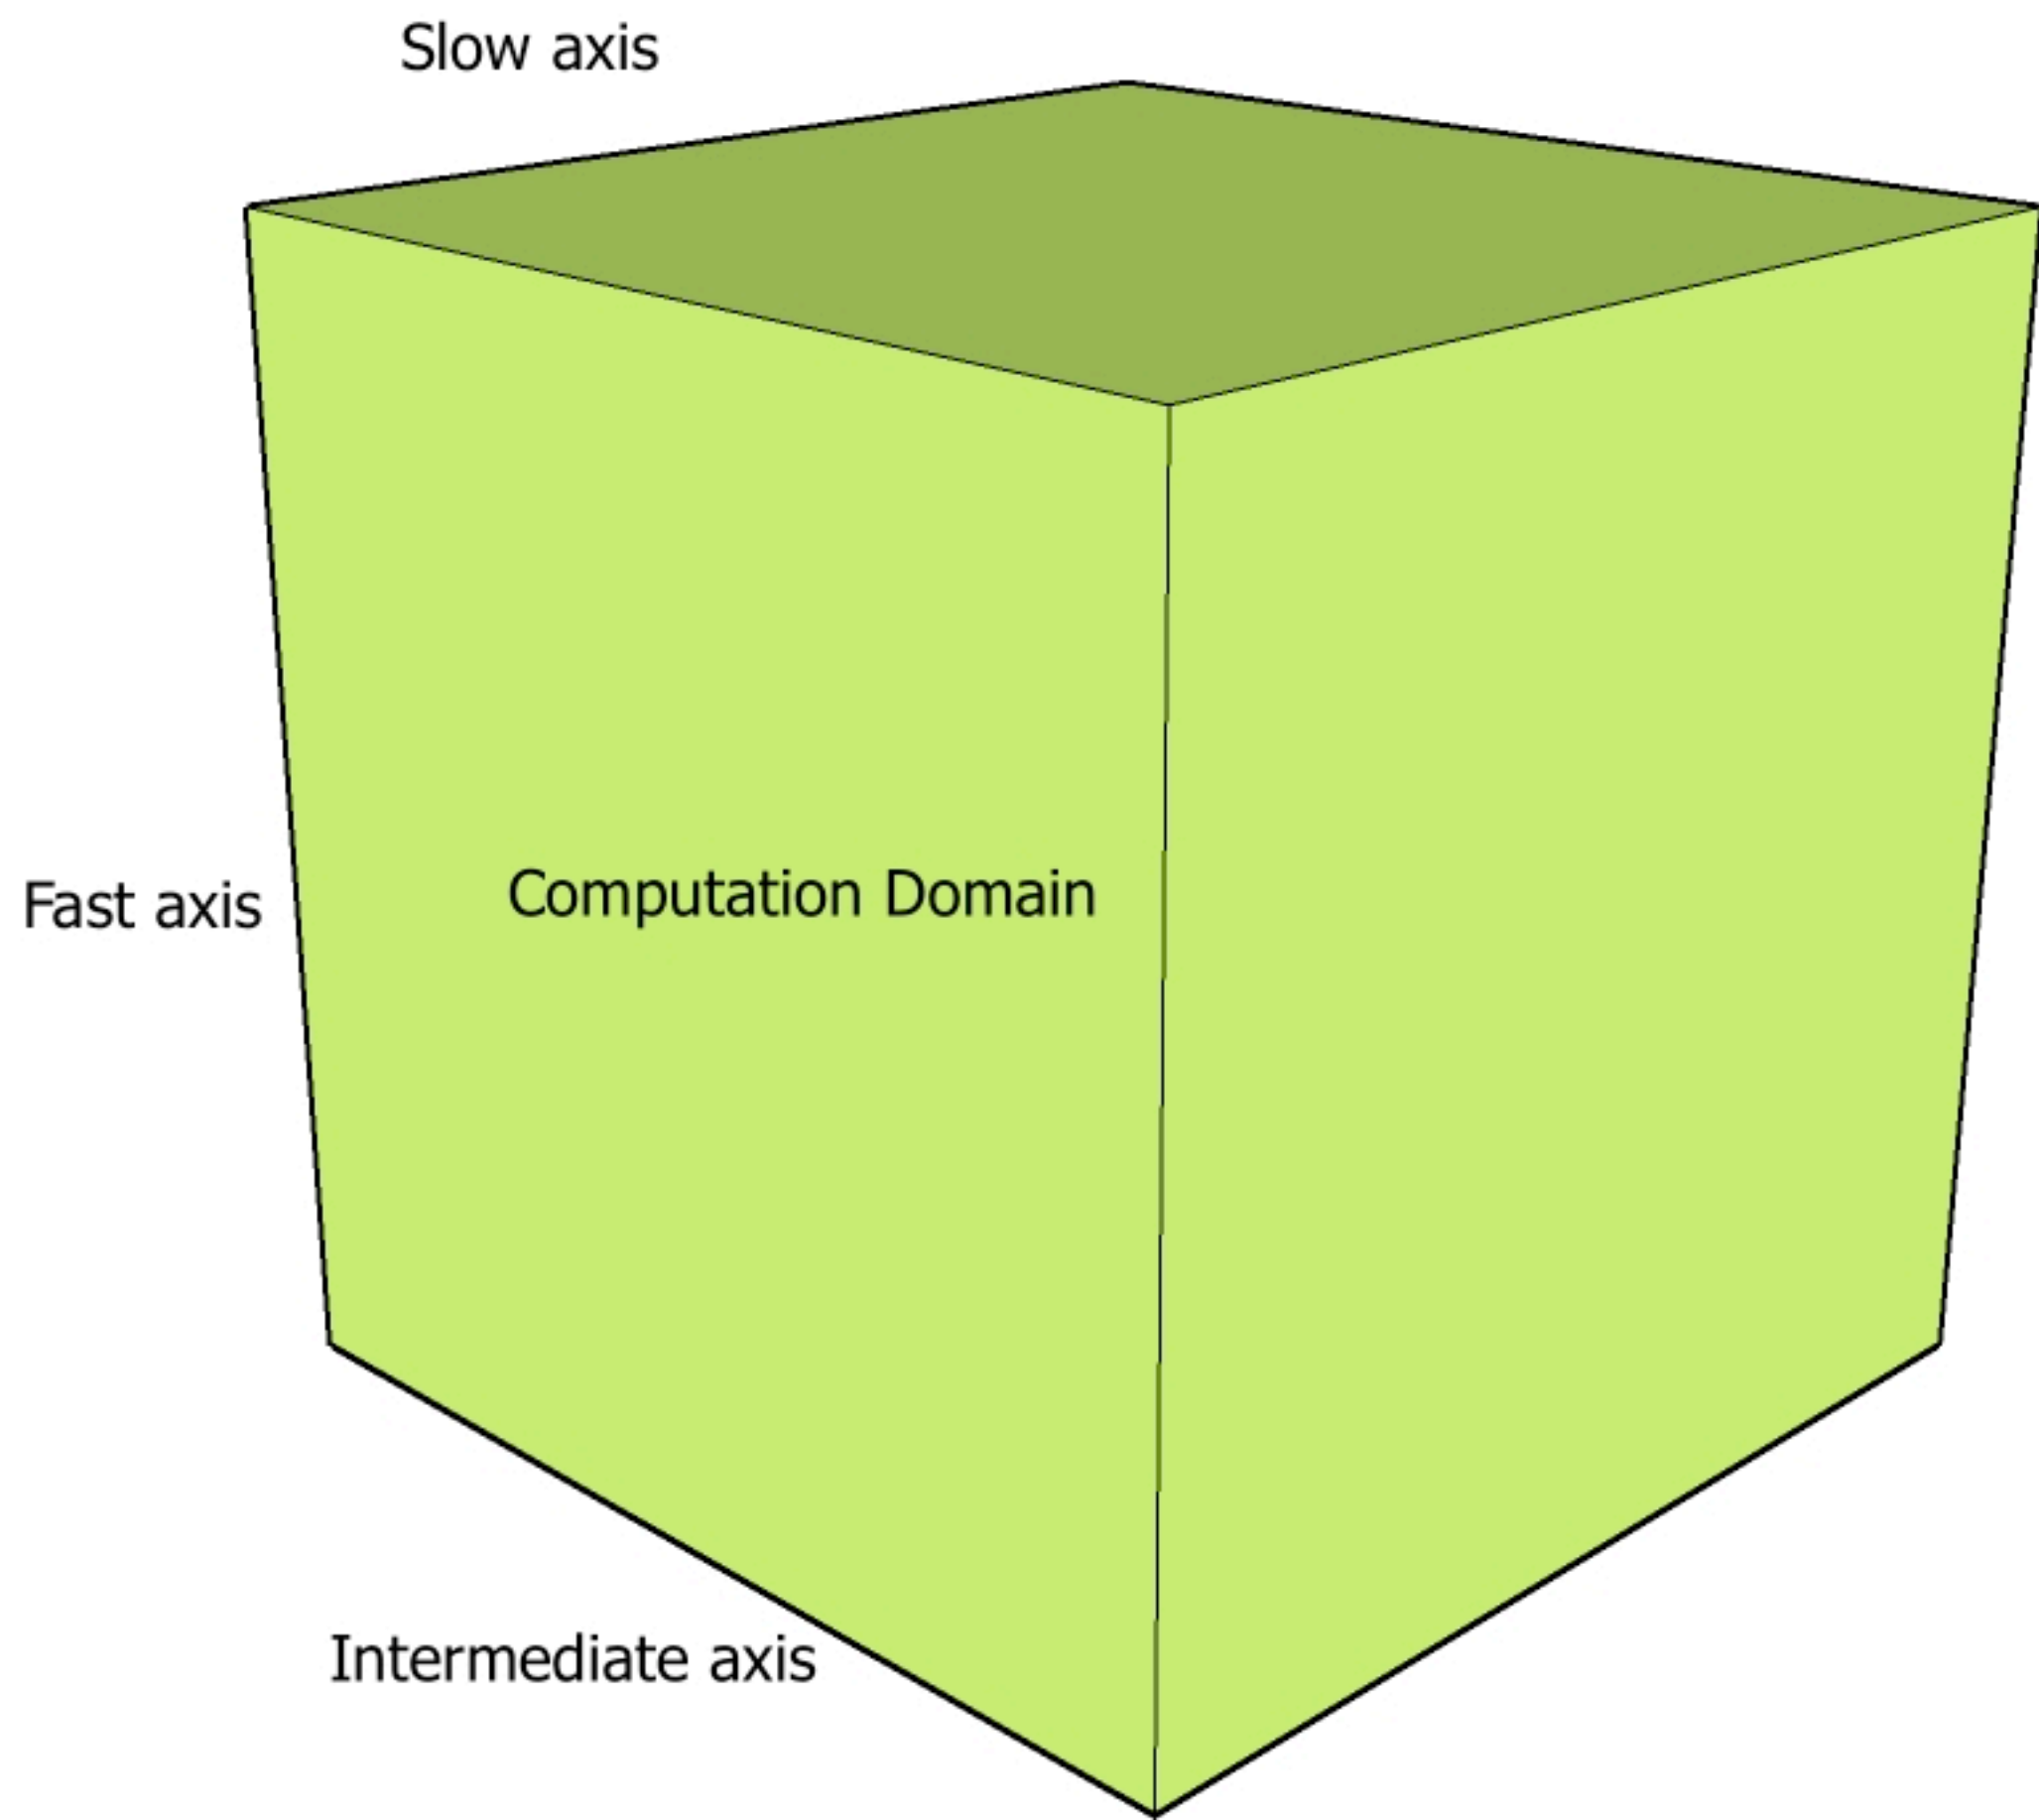 Slow axis
Fast axis
Computation Domain
Intermediate axis